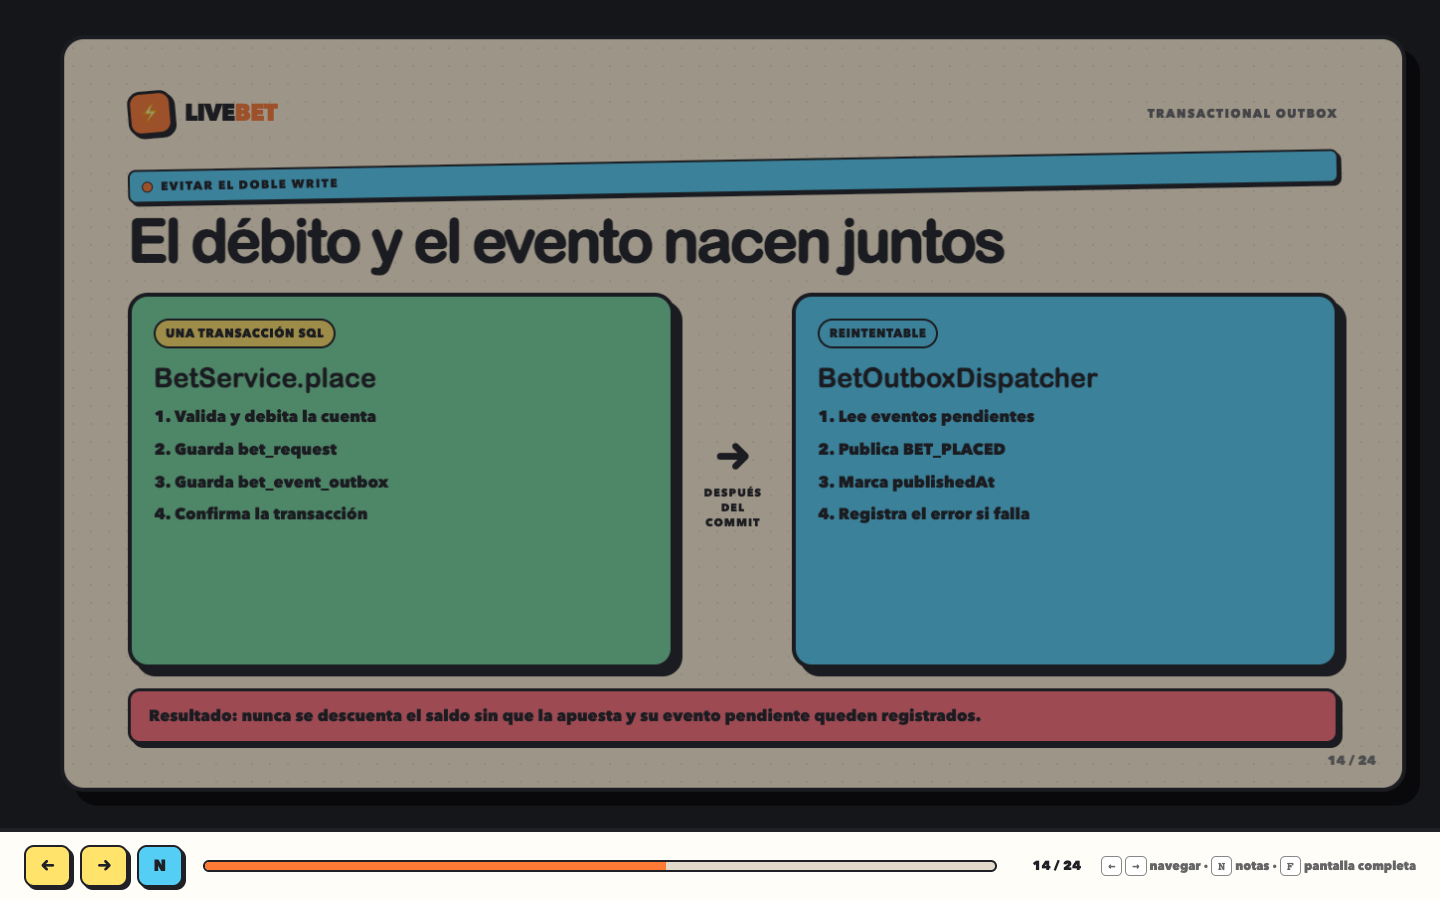 LIVEBET
TRANSACTIONAL OUTBOX
EVITAR EL DOBLE WRITE
El débito y el evento nacen juntos
UNA TRANSACCIÓN SQL
BetService.place
1. Valida y debita la cuenta
2. Guarda bet_request
3. Guarda bet_event_outbox
4. Confirma la transacción
→
DESPUÉS
DEL
COMMIT
REINTENTABLE
BetOutboxDispatcher
1. Lee eventos pendientes
2. Publica BET_PLACED
3. Marca publishedAt
4. Registra el error si falla
Resultado: nunca se descuenta el saldo sin que la apuesta y su evento pendiente queden registrados.
14 / 24
← → N 14 / 24 ← → navegar · N notas · F pantalla completa